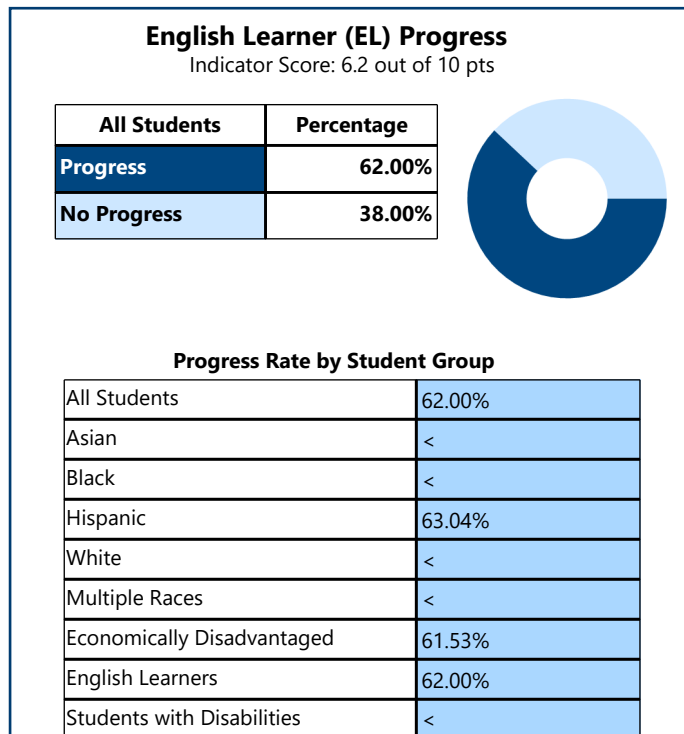 English Learner (EL) Progress
Indicator Score: 6.2 out of 10 pts
All Students Percentage
Progress 62.00%
No Progress 38.00%
Progress Rate by Student Group
All Students 62.00%
Asian <
Black <
Hispanic 63.04%
White <
Multiple Races <
Economically Disadvantaged 61.53%
English Learners 62.00%
Students with Disabilities <